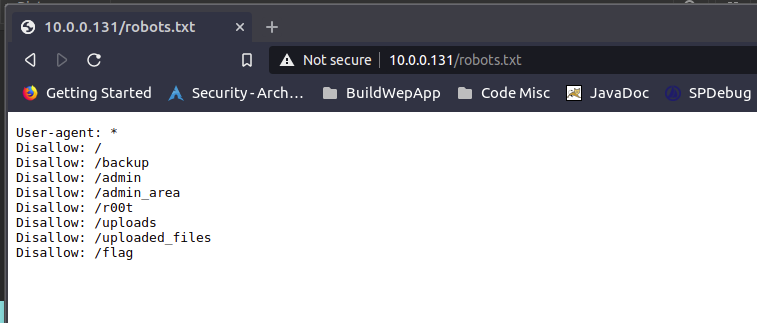 10.0.0.131/robots.txt
Not secure 10.0.0.131/robots.txt
Getting Started Security - Arch… BuildWepApp Code Misc JavaDoc SPDebug
User-agent: *
Disallow: /
Disallow: /backup
Disallow: /admin
Disallow: /admin_area
Disallow: /r00t
Disallow: /uploads
Disallow: /uploaded_files
Disallow: /flag